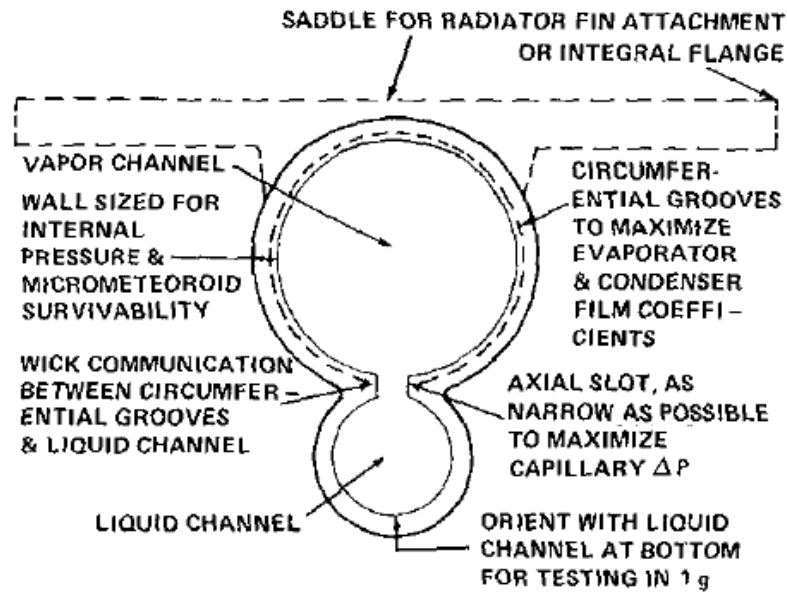 SADDLE FOR RADIATOR FIN ATTACHMENT
OR INTEGRAL FLANGE
VAPOR CHANNEL
WALL SIZED FOR
INTERNAL
PRESSURE &
MICROMETEOROID
SURVIVABILITY
CIRCUMFER-
ENTIAL GROOVES
TO MAXIMIZE
EVAPORATOR
& CONDENSER
FILM COEFFI-
CIENTS
WICK COMMUNICATION
BETWEEN CIRCUMFER-
ENTIAL GROOVES
& LIQUID CHANNEL
AXIAL SLOT, AS
NARROW AS POSSIBLE
TO MAXIMIZE
CAPILLARY ΔP
LIQUID CHANNEL
ORIENT WITH LIQUID
CHANNEL AT BOTTOM
FOR TESTING IN 1 g